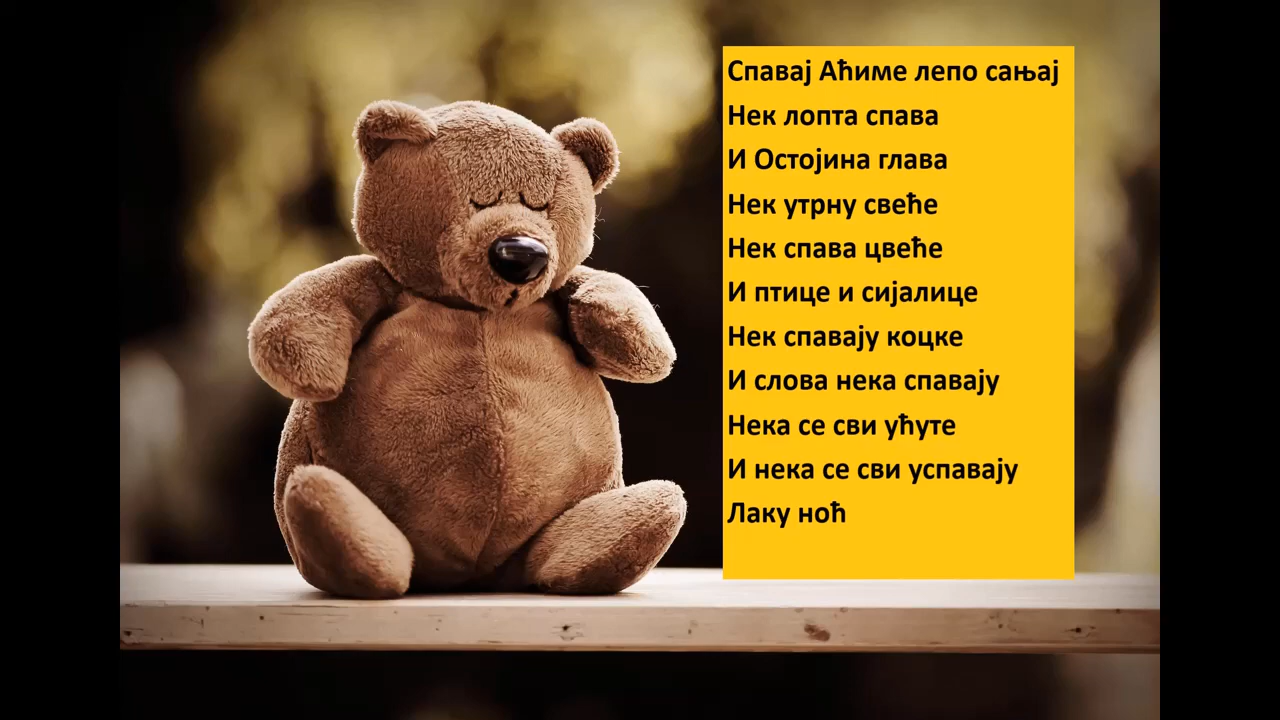 Спавај Аћиме лепо сањај
Нек лопта спава
И Остојина глава
Нек утрну свеће
Нек спава цвеће
И птице и сијалице
Нек спавају коцке
И слова нека спавају
Нека се сви ућуте
И нека се сви успавају
Лаку ноћ